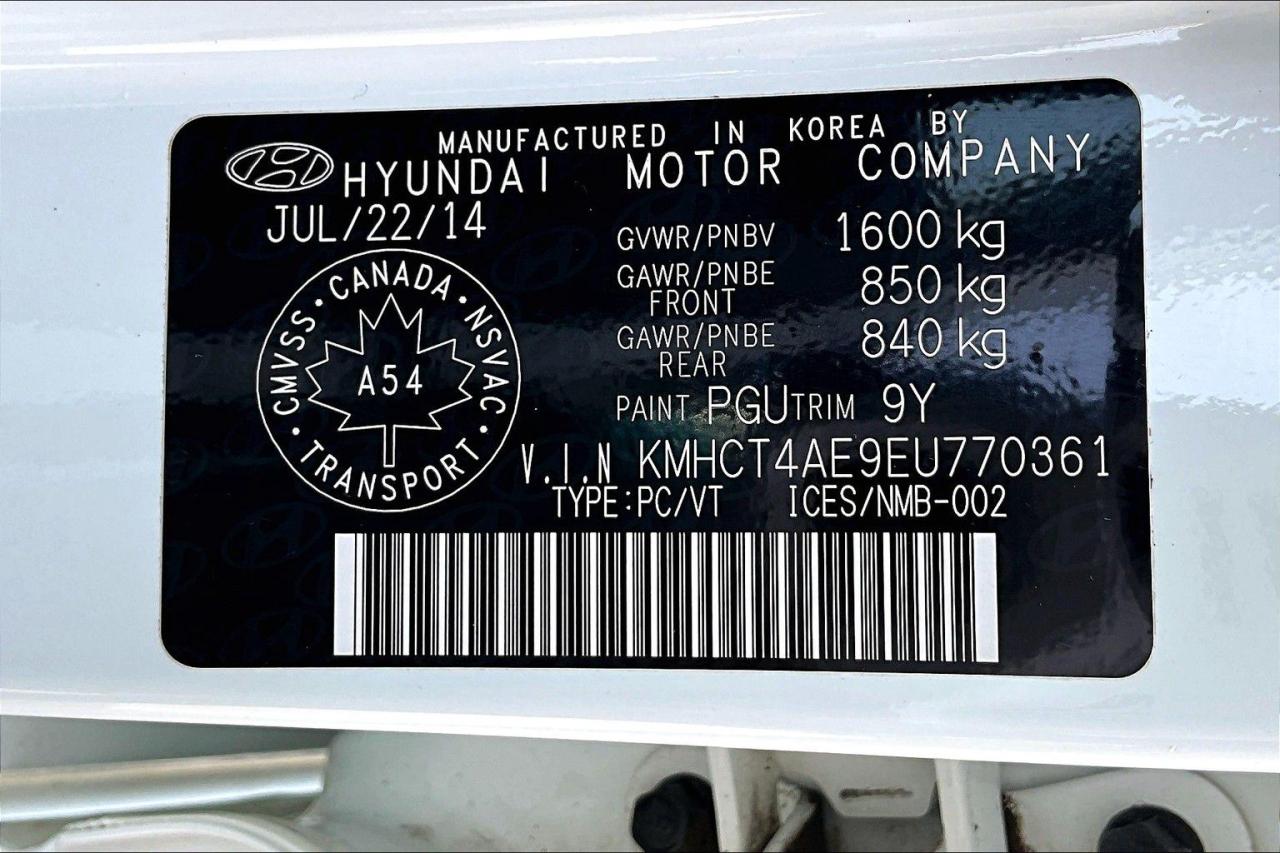 MANUFACTURED IN KOREA BY
HYUNDAI MOTOR COMPANY
JUL/22/14
GVWR/PNBV 1600 kg
GAWR/PNBE FRONT 850 kg
GAWR/PNBE REAR 840 kg
PAINT PGU TRIM 9Y
V.I.N KMHCT4AE9EU770361
TYPE:PC/VT ICES/NMB-002
CANADA • NSVAC • TRANSPORT • CMVSS •
A54